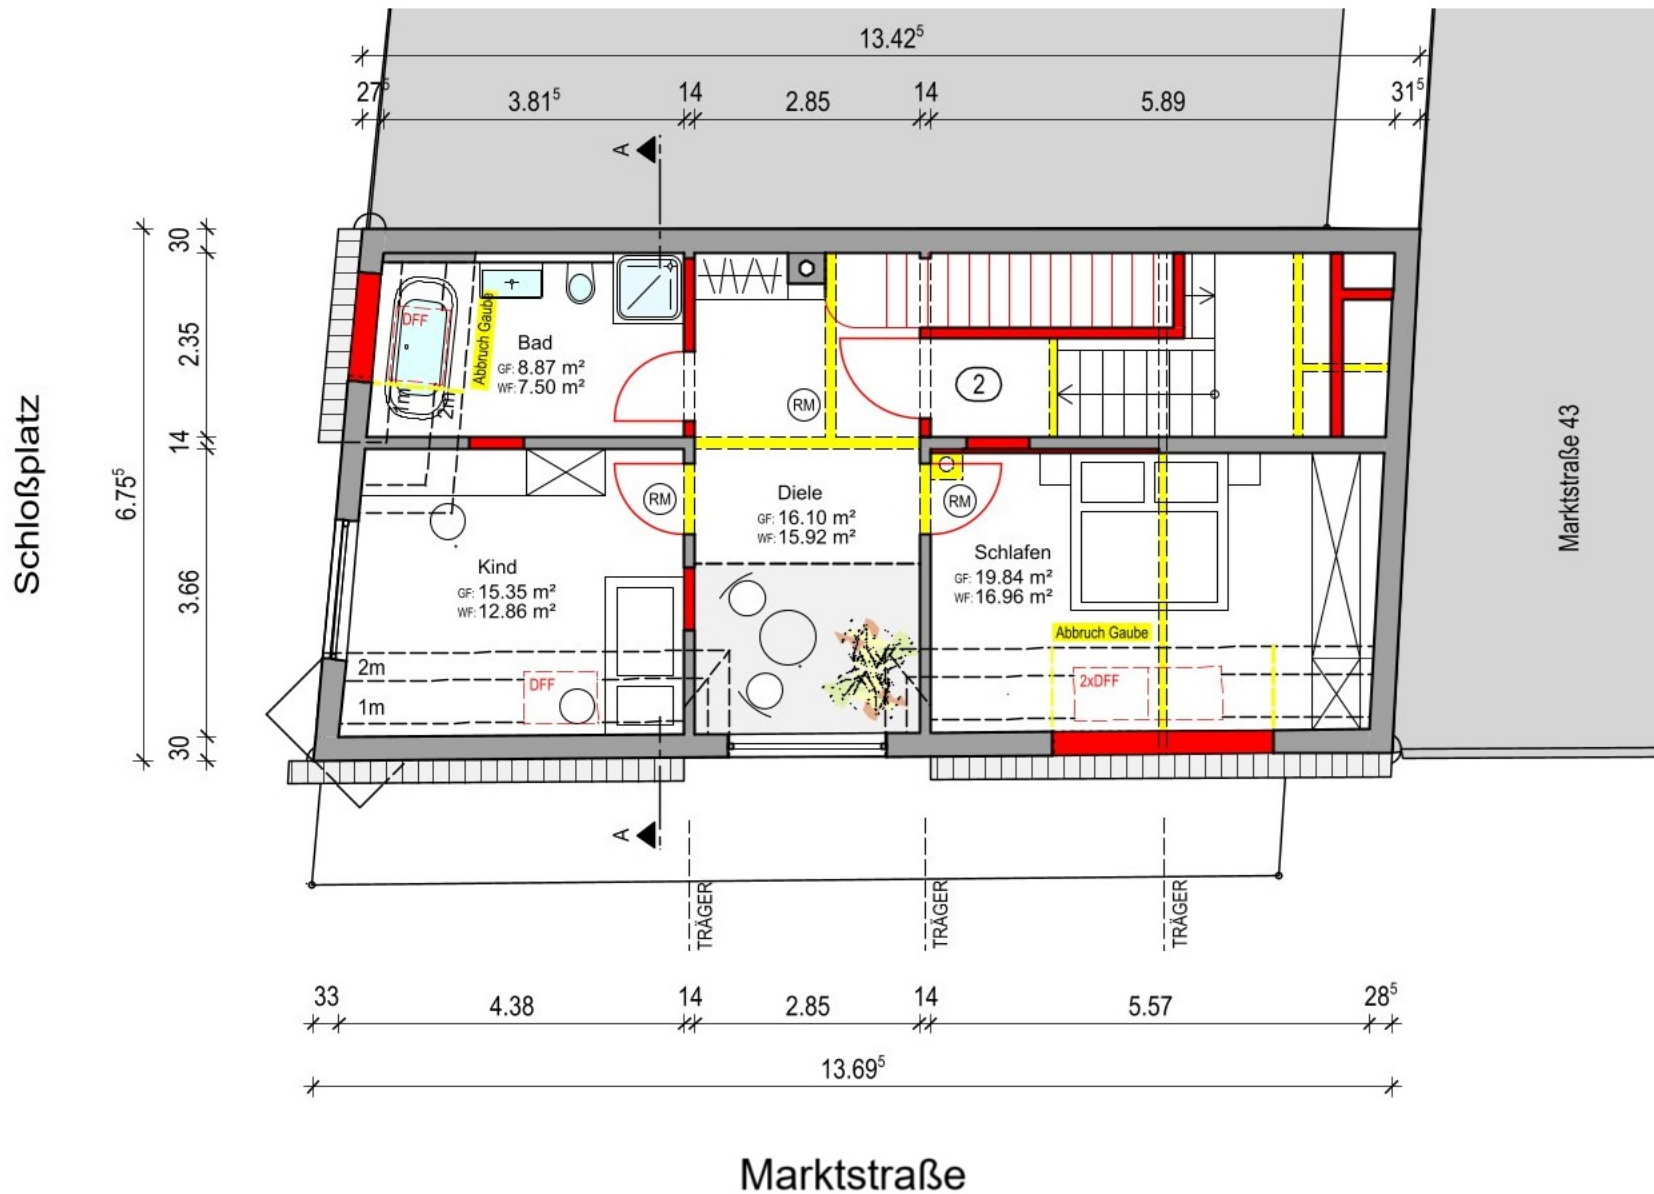 13.42⁵
27⁵ 3.81⁵ 14 2.85 14 5.89 31⁵
A
30
2.35
14
3.66
30
6.75⁵
Schloßplatz
DFF
Abbruch Gaube
1m
2m
Bad
GF: 8.87 m²
WF: 7.50 m²
RM
2
Marktstraße 43
RM
Diele
GF: 16.10 m²
WF: 15.92 m²
RM
Kind
GF: 15.35 m²
WF: 12.86 m²
Schlafen
GF: 19.84 m²
WF: 16.96 m²
Abbruch Gaube
2m
1m
DFF
2xDFF
A
TRÄGER
TRÄGER
TRÄGER
33 4.38 14 2.85 14 5.57 28⁵
13.69⁵
Marktstraße